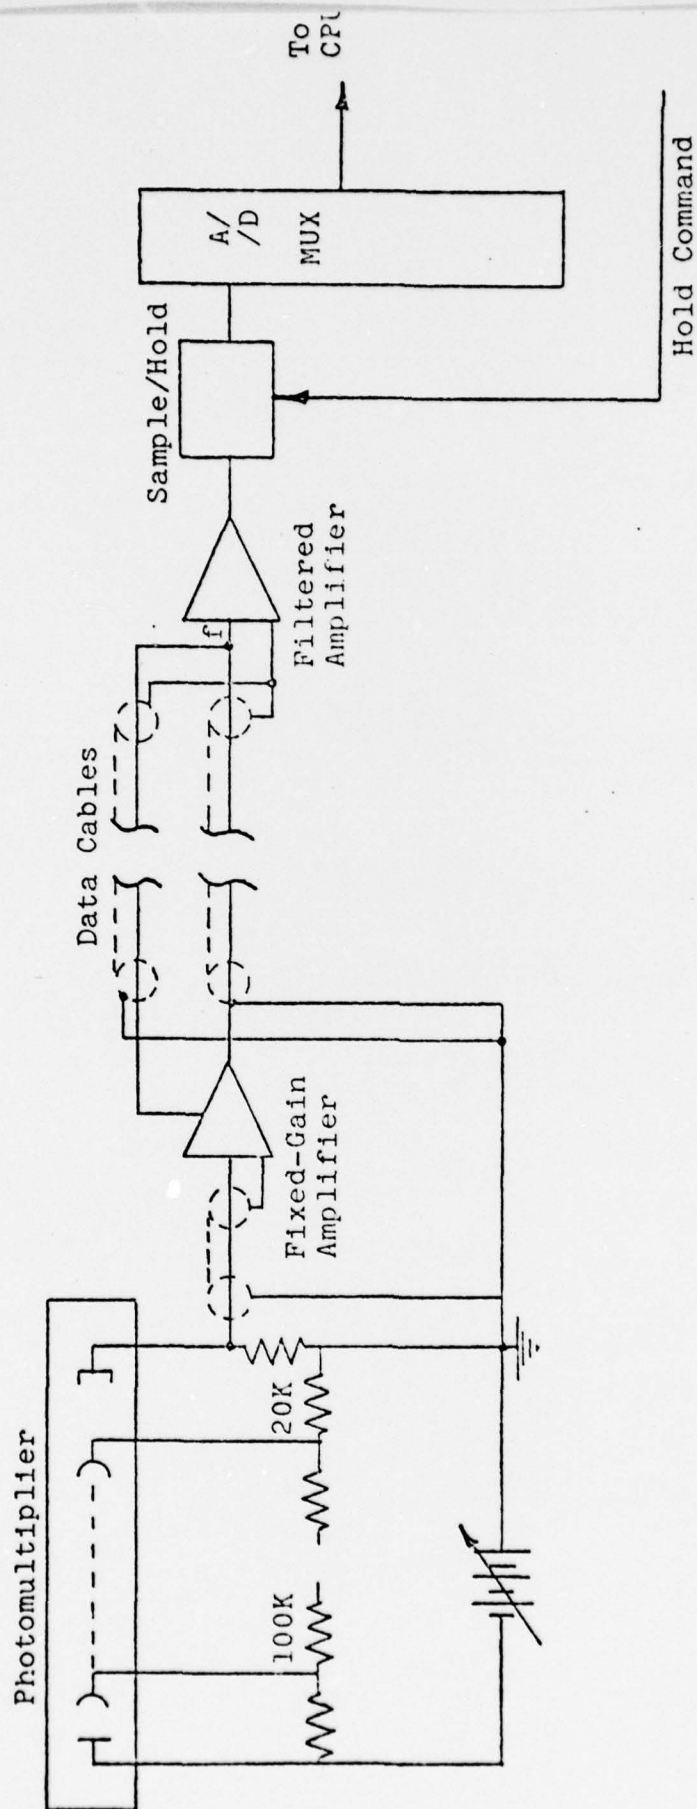 Photomultiplier
100K
20K
Fixed-Gain
Amplifier
Data Cables
f
Filtered
Amplifier
Sample/Hold
A/
/D
MUX
To
CPU
Hold Command